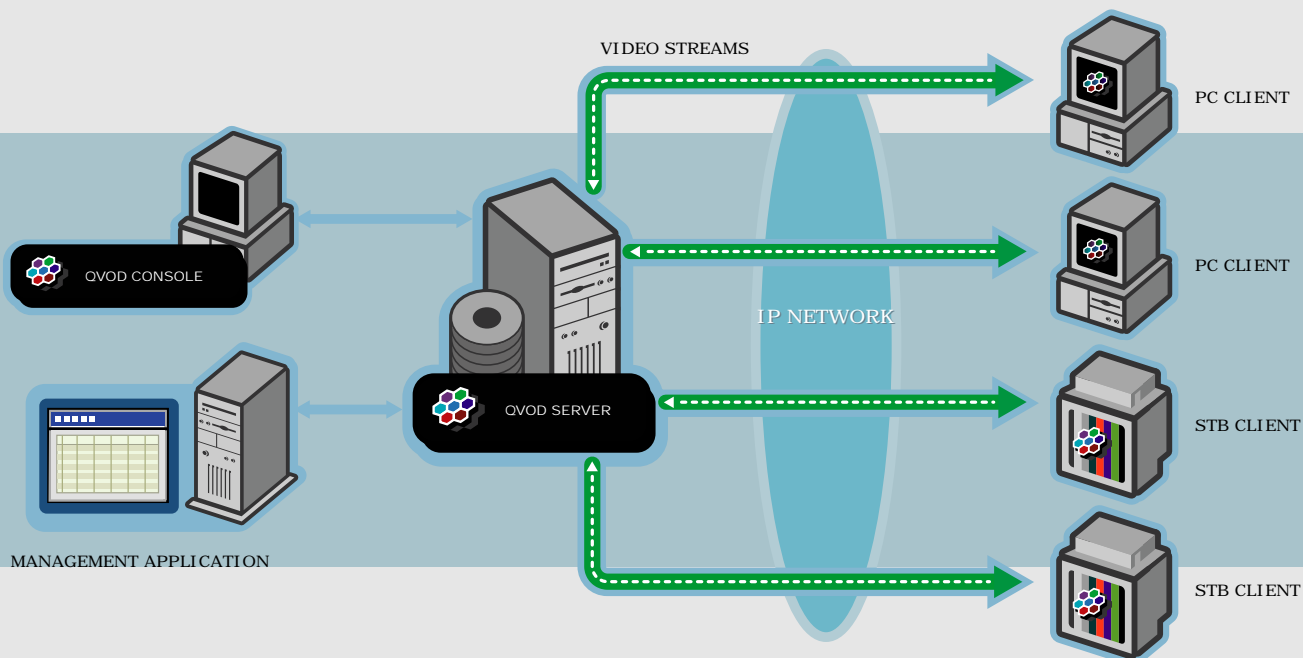 VIDEO STREAMS
PC CLIENT
QVOD CONSOLE
PC CLIENT
IP NETWORK
QVOD SERVER
STB CLIENT
MANAGEMENT APPLICATION
STB CLIENT